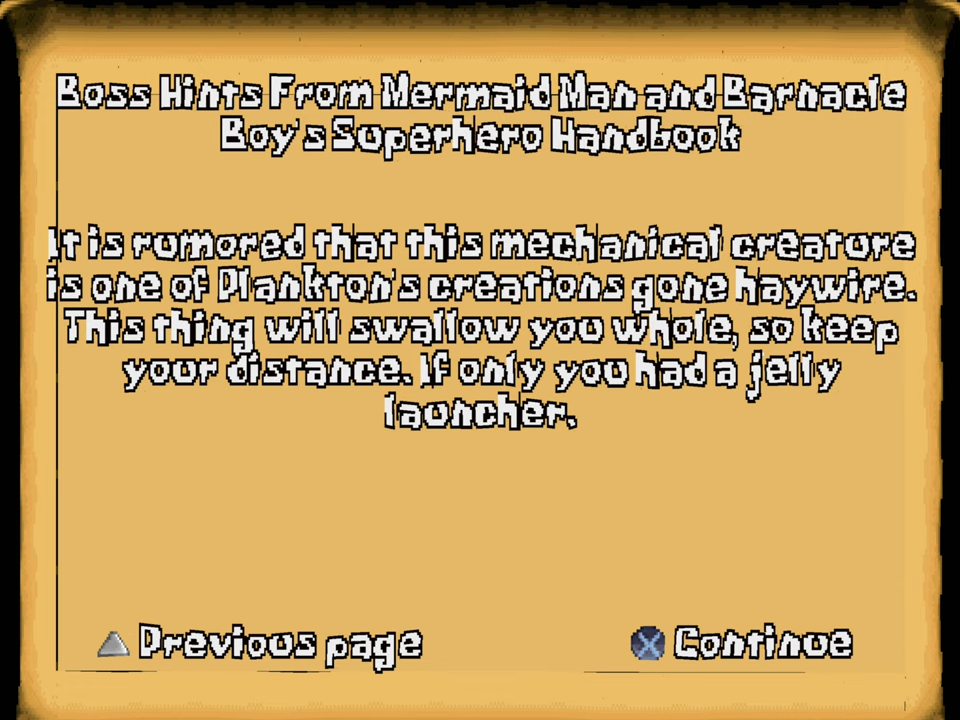 Boss Hints From Mermaid Man and Barnacle
Boy's Superhero Handbook
It is rumored that this mechanical creature
is one of Plankton's creations gone haywire.
This thing will swallow you whole, so keep
your distance. If only you had a jelly
launcher.
Previous page
Continue